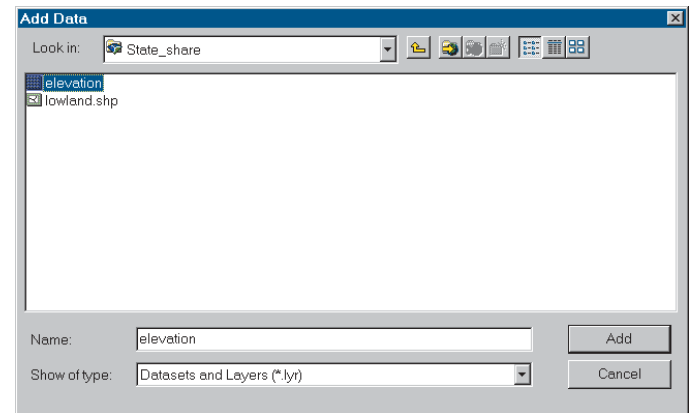 Add Data
Look in: State_share
elevation
lowland.shp
Name: elevation Add
Show of type: Datasets and Layers (*.lyr) Cancel